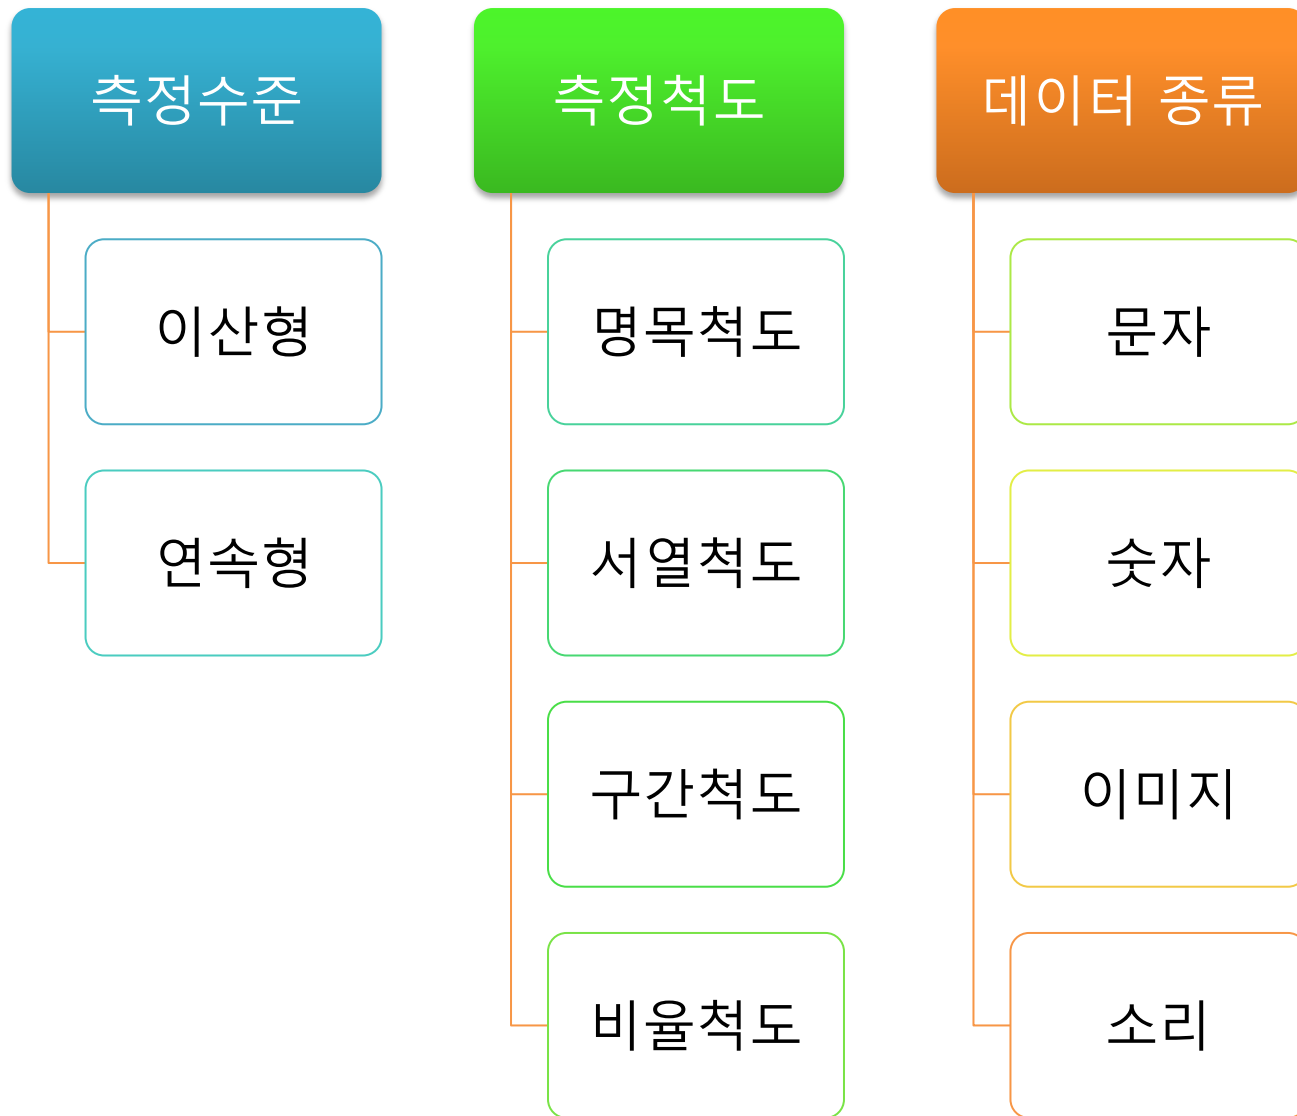 측정수준
이산형
연속형
측정척도
명목척도
서열척도
구간척도
비율척도
데이터 종류
문자
숫자
이미지
소리